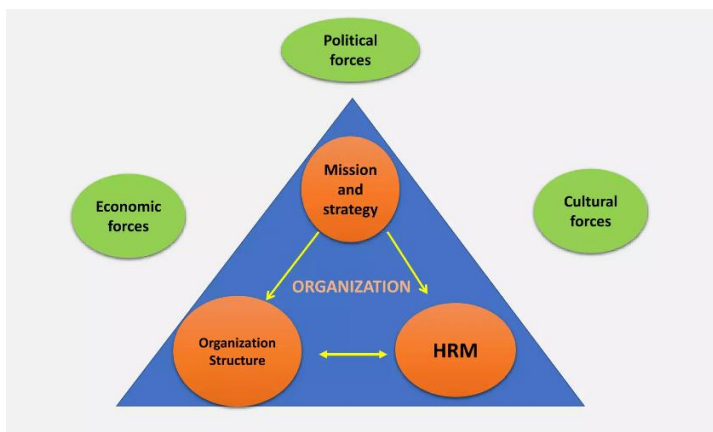 Political
forces
Mission
and
strategy
Economic
forces
Cultural
forces
ORGANIZATION
Organization
Structure
HRM